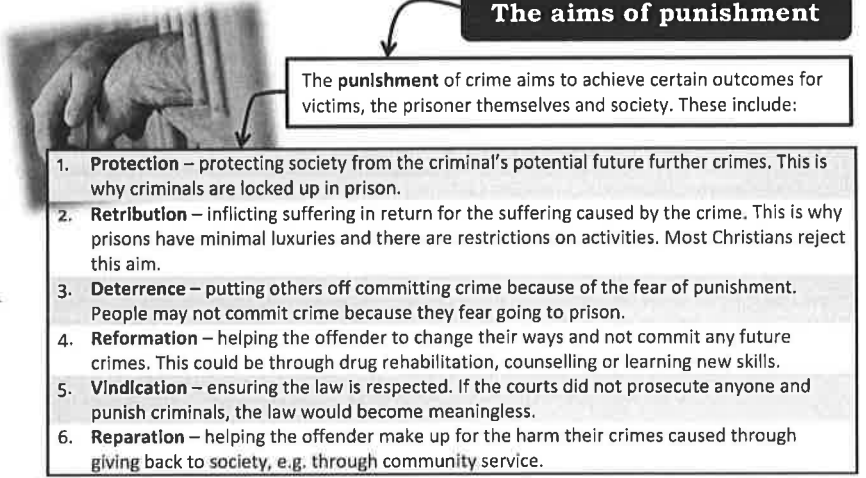 The aims of punishment
The punishment of crime aims to achieve certain outcomes for
victims, the prisoner themselves and society. These include:
1. Protection – protecting society from the criminal's potential future further crimes. This is
why criminals are locked up in prison.
2. Retribution – inflicting suffering in return for the suffering caused by the crime. This is why
prisons have minimal luxuries and there are restrictions on activities. Most Christians reject
this aim.
3. Deterrence – putting others off committing crime because of the fear of punishment.
People may not commit crime because they fear going to prison.
4. Reformation – helping the offender to change their ways and not commit any future
crimes. This could be through drug rehabilitation, counselling or learning new skills.
5. Vindication – ensuring the law is respected. If the courts did not prosecute anyone and
punish criminals, the law would become meaningless.
6. Reparation – helping the offender make up for the harm their crimes caused through
giving back to society, e.g. through community service.